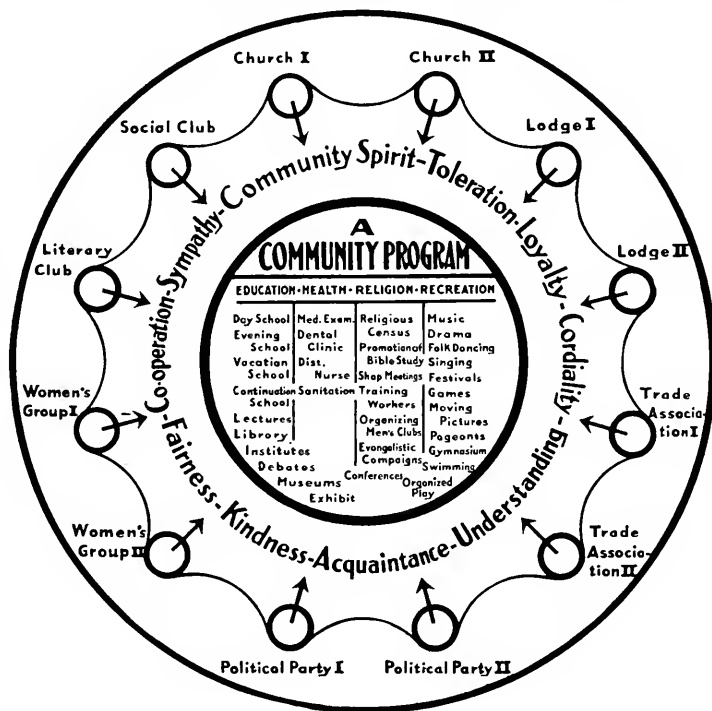 Church I
Church II
Lodge I
Lodge II
Trade
Associa-
tion I
Trade
Associa-
tion II
Political Party II
Political Party I
Women's
Group II
Women's
Group I
Literary
Club
Social Club
Co-operation-Sympathy-Community Spirit-Toleration-Loyalty-Cordiality-
-Fairness-Kindness-Acquaintance-Understanding-
A
COMMUNITY PROGRAM
EDUCATION·HEALTH·RELIGION·RECREATION
Day School
Evening
School
Vacation
School
Continuation
School
Lectures
Library
Institutes
Debates
Museums
Exhibit
Med. Exam.
Dental
Clinic
Dist.
Nurse
Sanitation
Religious
Census
Promotion of
Bible Study
Shop Meetings
Training
Workers
Organizing
Men's Clubs
Evangelistic
Campaigns
Conferences
Music
Drama
Folk Dancing
Singing
Festivals
Games
Moving
Pictures
Pageants
Gymnasium
Swimming
Organized
Play